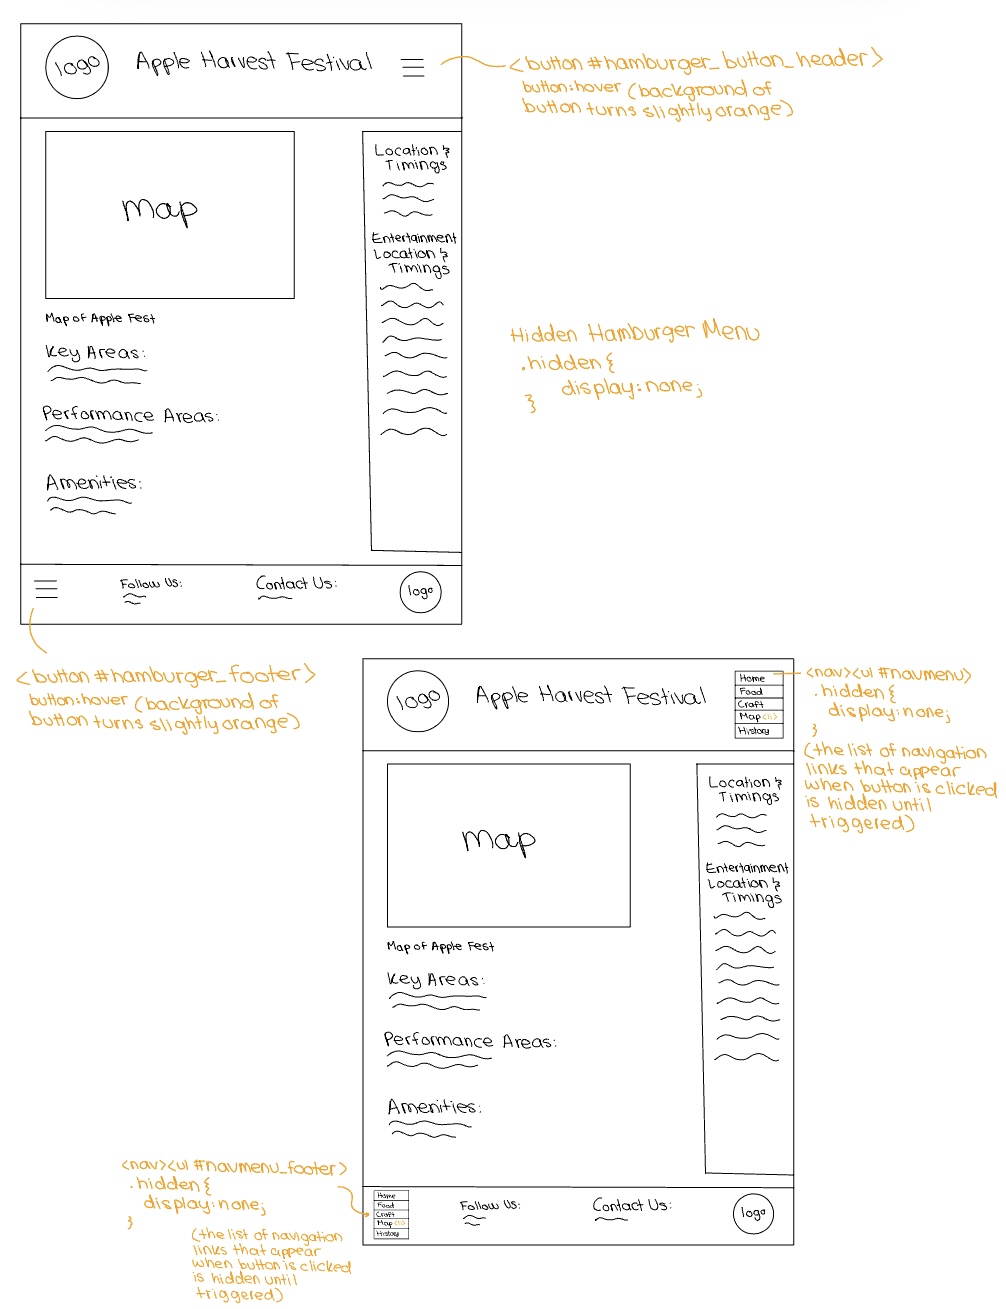 logo
Apple Harvest Festival
<button #hamburger_button_header>
button:hover (background of
button turns slightly orange)
Map
Location &
Timings
Entertainment
Location &
Timings
Map of Apple Fest
Key Areas:
Performance Areas:
Amenities:
Hidden Hamburger Menu
.hidden{
display:none;
}
Follow Us:
Contact Us:
logo
<button #hamburger_footer>
button:hover (background of
button turns slightly orange)
logo
Apple Harvest Festival
Home
Food
Craft
Map (1)
History
<nav><ul #navmenu>
.hidden{
display:none;
}
(the list of navigation
links that appear
when button is clicked
is hidden until
triggered)
Map
Location &
Timings
Entertainment
Location &
Timings
Map of Apple Fest
Key Areas:
Performance Areas:
Amenities:
<nav><ul #navmenu_footer>
.hidden{
display:none;
}
(the list of navigation
links that appear
when button is clicked
is hidden until
triggered)
Home
Food
Craft
Map (1)
History
Follow Us:
Contact Us:
logo